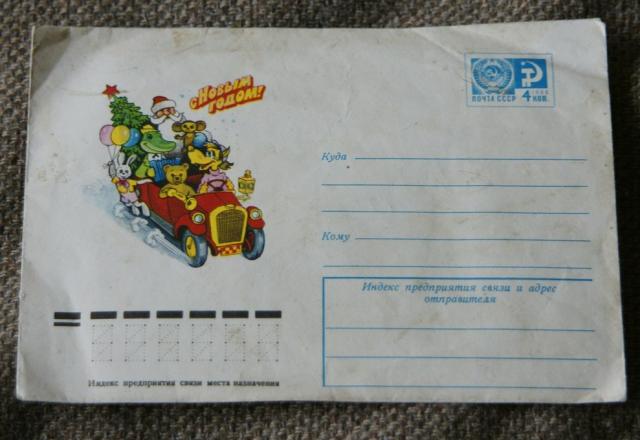 С НОВЫМ
ГОДОМ!
ПОЧТА СССР
4 КОП.
Куда
Кому
Индекс предприятия связи и адрес
отправителя
Индекс предприятия связи места назначения